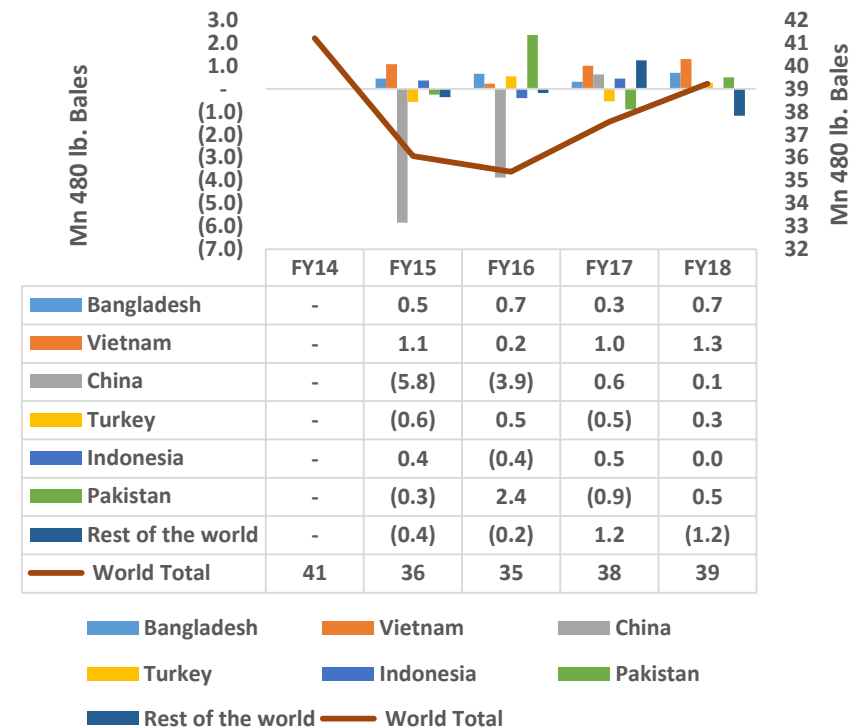 3.0
2.0
1.0
-
(1.0)
(2.0)
(3.0)
(4.0)
(5.0)
(6.0)
(7.0)
Mn 480 lb. Bales
42
41
40
39
38
37
36
35
34
33
32
Mn 480 lb. Bales
FY14 FY15 FY16 FY17 FY18
Bangladesh - 0.5 0.7 0.3 0.7
Vietnam - 1.1 0.2 1.0 1.3
China - (5.8) (3.9) 0.6 0.1
Turkey - (0.6) 0.5 (0.5) 0.3
Indonesia - 0.4 (0.4) 0.5 0.0
Pakistan - (0.3) 2.4 (0.9) 0.5
Rest of the world - (0.4) (0.2) 1.2 (1.2)
World Total 41 36 35 38 39
Bangladesh Vietnam China
Turkey Indonesia Pakistan
Rest of the world World Total